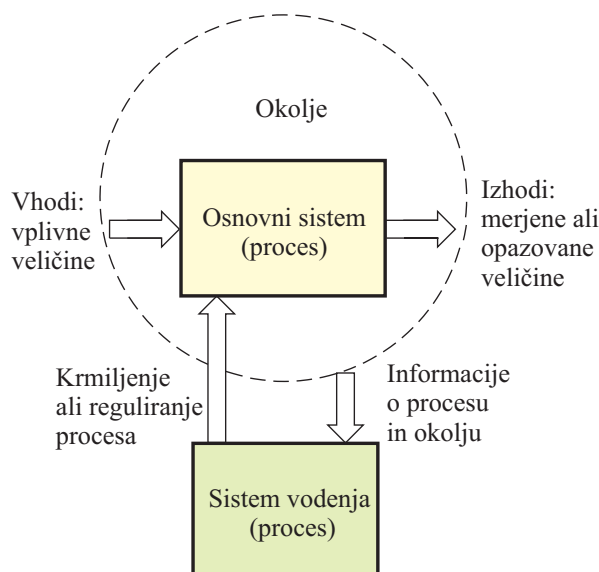 Okolje
Vhodi:
vplivne
veličine
Osnovni sistem
(proces)
Izhodi:
merjene ali
opazovane
veličine
Krmiljenje
ali reguliranje
procesa
Informacije
o procesu
in okolju
Sistem vodenja
(proces)